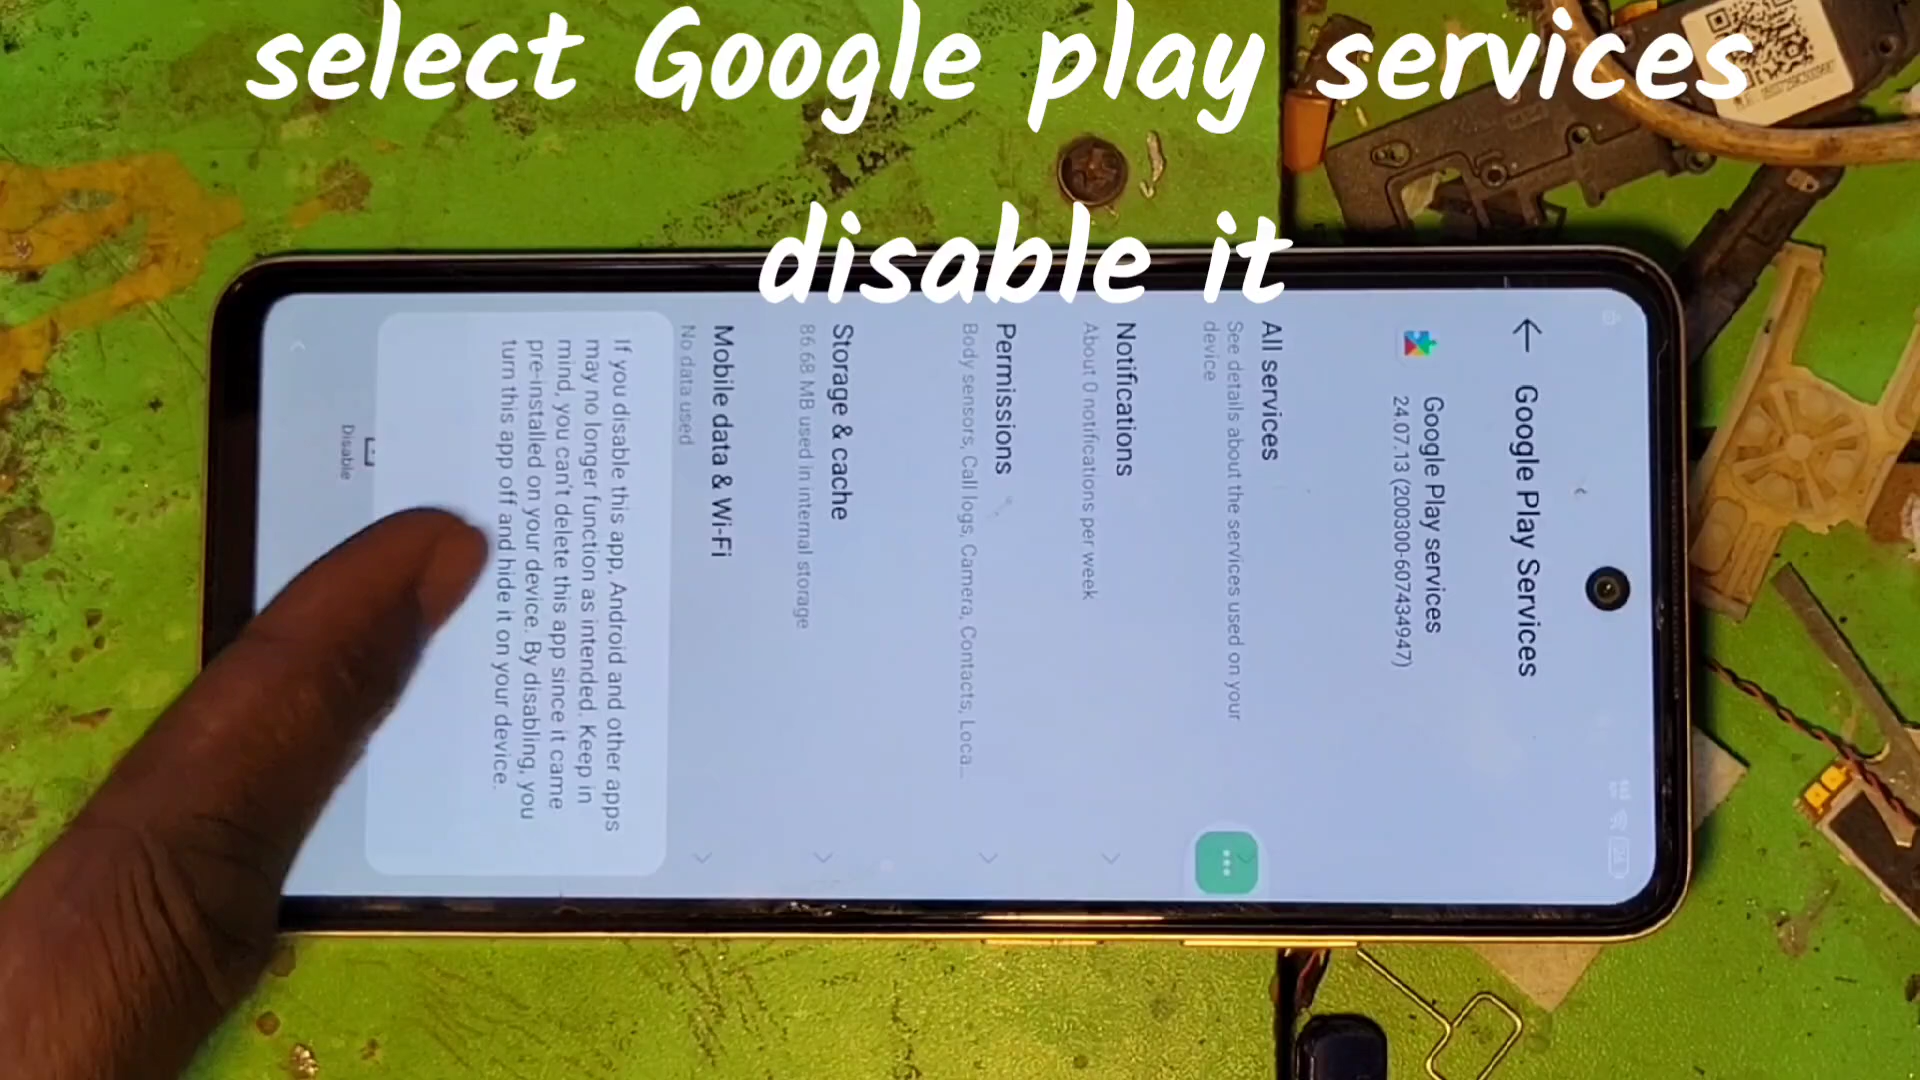 select Google play services
disable it
Google Play Services
Google Play services
24.07.13 (200300-607434947)
All services
See details about the services used on your
device
Notifications
About 0 notifications per week
Permissions
Body sensors, Call logs, Camera, Contacts, Loca...
Storage & cache
86.68 MB used in internal storage
Mobile data & Wi-Fi
No data used
If you disable this app, Android and other apps
may no longer function as intended. Keep in
mind, you can't delete this app since it came
pre-installed on your device. By disabling, you
turn this app off and hide it on your device.
Disable